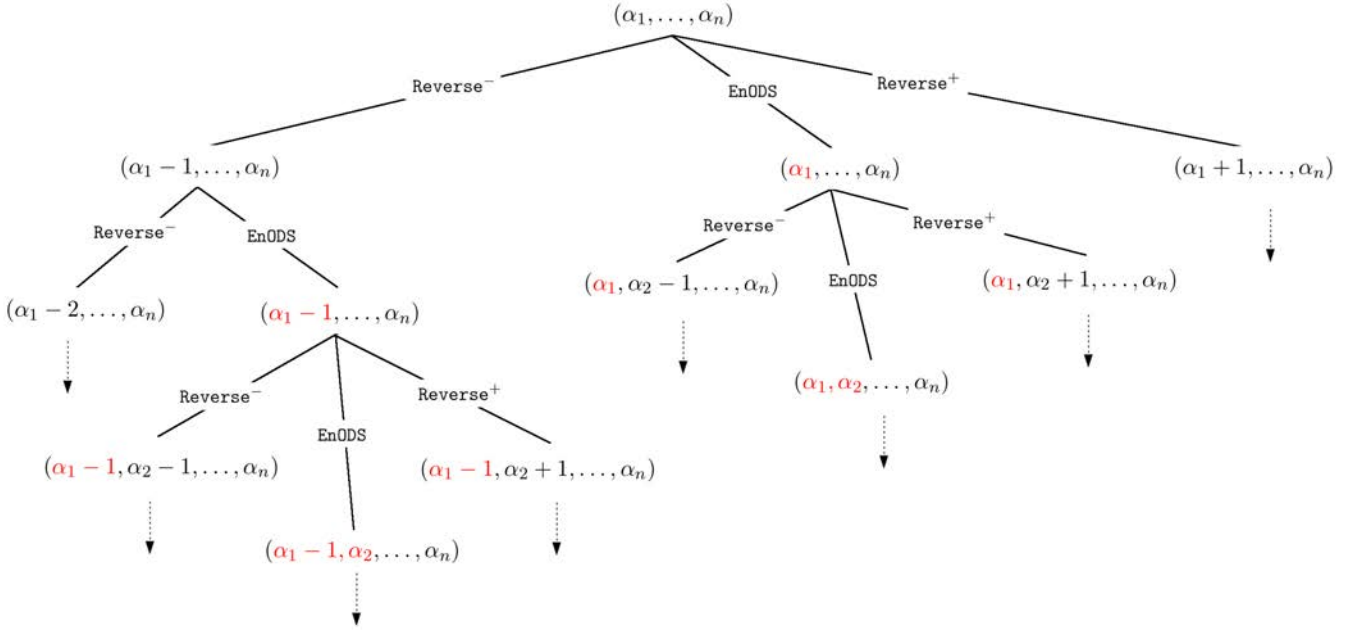 (α₁, . . . , αₙ)
Reverse⁻ EnODS Reverse⁺
(α₁ − 1, . . . , αₙ) (α₁, . . . , αₙ) (α₁ + 1, . . . , αₙ)
Reverse⁻ EnODS Reverse⁻ Reverse⁺
(α₁, α₂ − 1, . . . , αₙ) EnODS (α₁, α₂ + 1, . . . , αₙ)
(α₁ − 2, . . . , αₙ) (α₁ − 1, . . . , αₙ)
(α₁, α₂, . . . , αₙ)
Reverse⁻ Reverse⁺
EnODS
(α₁ − 1, α₂ − 1, . . . , αₙ) (α₁ − 1, α₂ + 1, . . . , αₙ)
(α₁ − 1, α₂, . . . , αₙ)